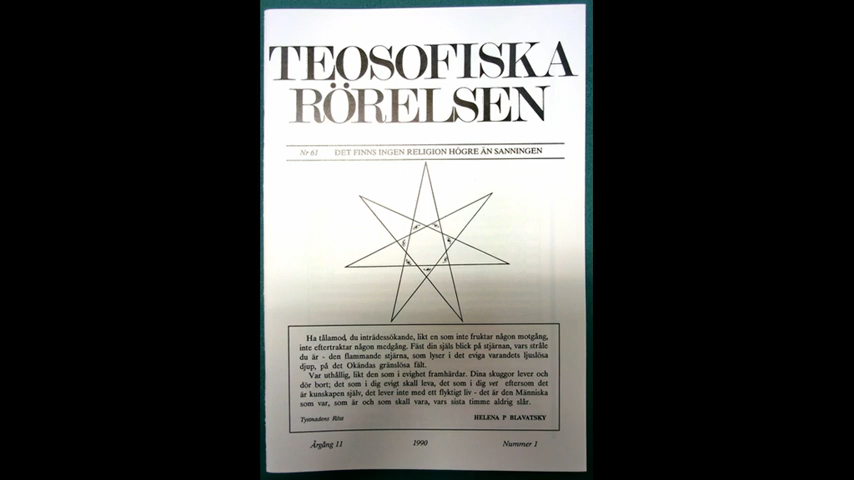 TEOSOFISKA
RÖRELSEN
Nr 61 DET FINNS INGEN RELIGION HÖGRE ÄN SANNINGEN
Ha tålamod, du inträdessökande, likt en som inte fruktar någon motgång,
inte eftertraktar någon medgång. Fäst din själs blick på stjärnan, vars stråle
du är - den flammande stjärna, som lyser i det eviga varandets ljuslösa
djup, på det Okändas gränslösa fält.
Var uthållig, likt den som i evighet framhärdar. Dina skuggor lever och
dör bort; det som i dig evigt skall leva, det som i dig vet eftersom det
är kunskapen själv, det lever inte med ett flyktigt liv - det är den Människa
som var, som är och som skall vara, vars sista timme aldrig slår.
Tystnadens Röst HELENA P BLAVATSKY
Årgång 11 1990 Nummer 1